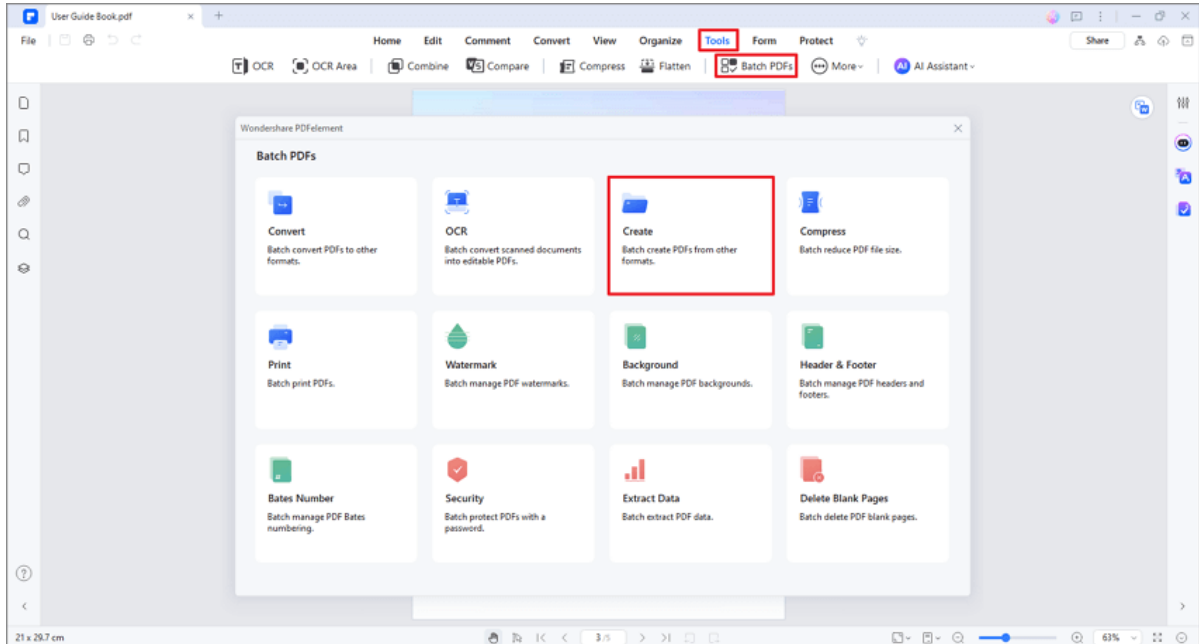 User Guide Book.pdf
File Home Edit Comment Convert View Organize Tools Form Protect Share
OCR OCR Area Combine VS Compare Compress Flatten Batch PDFs More AI AI Assistant
Wondershare PDFelement
Batch PDFs
Convert
Batch convert PDFs to other
formats.
OCR
Batch convert scanned documents
into editable PDFs.
Create
Batch create PDFs from other
formats.
Compress
Batch reduce PDF file size.
Print
Batch print PDFs.
Watermark
Batch manage PDF watermarks.
Background
Batch manage PDF backgrounds.
Header & Footer
Batch manage PDF headers and
footers.
Bates Number
Batch manage PDF Bates
numbering.
Security
Batch protect PDFs with a
password.
Extract Data
Batch extract PDF data.
Delete Blank Pages
Batch delete PDF blank pages.
21 x 29.7 cm 3/5 63%